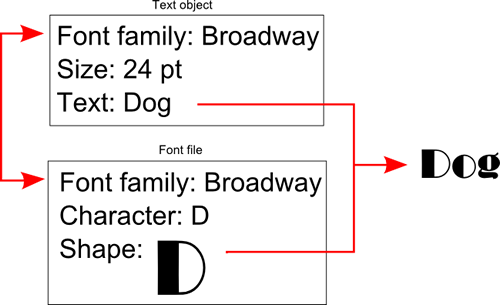 Text object
Font family: Broadway
Size: 24 pt
Text: Dog
Dog
Font file
Font family: Broadway
Character: D
Shape: D